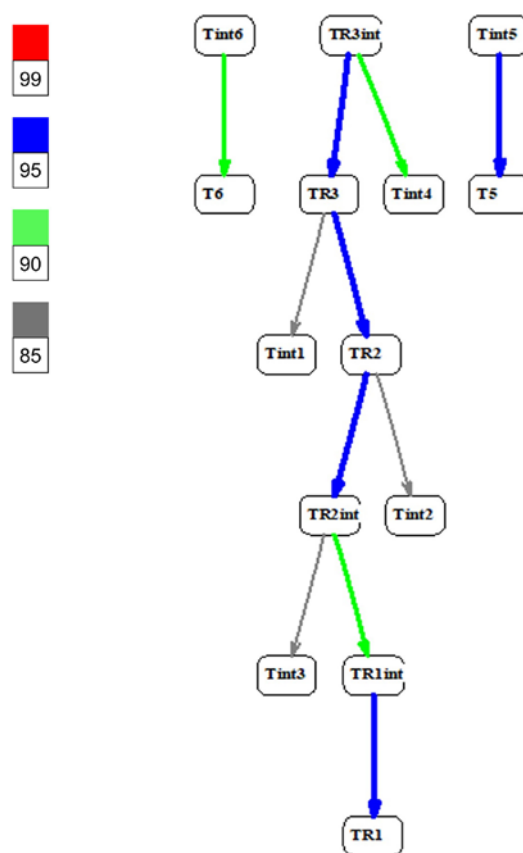 99
95
90
85
Tint6 TR3int Tint5
T6 TR3 Tint4 T5
Tint1 TR2
TR2int Tint2
Tint3 TR1int
TR1